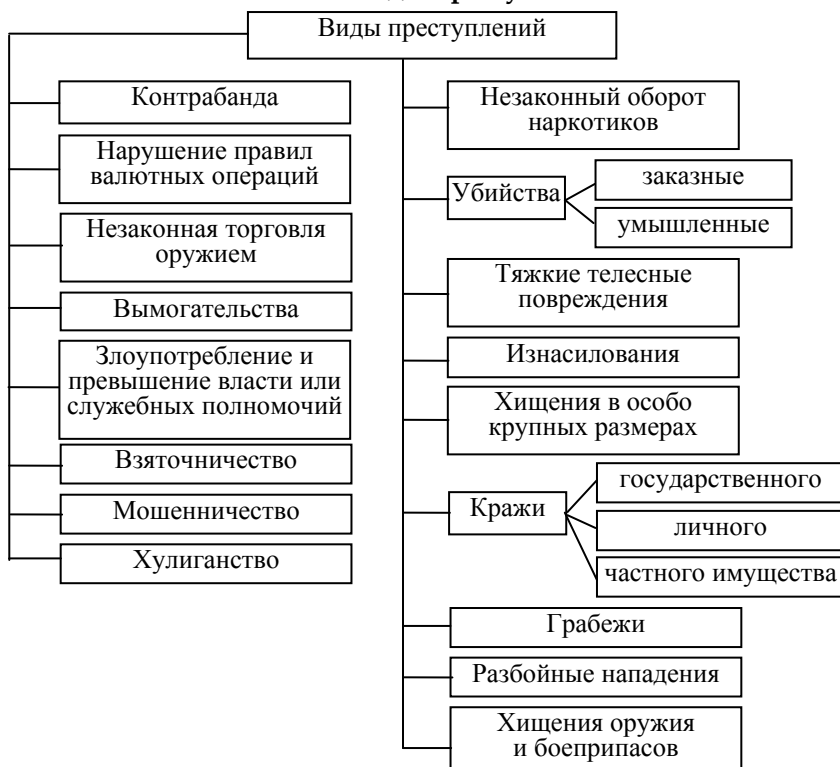 Виды преступлений
Контрабанда
Нарушение правил
валютных операций
Незаконная торговля
оружием
Вымогательства
Злоупотребление и
превышение власти или
служебных полномочий
Взяточничество
Мошенничество
Хулиганство
Незаконный оборот
наркотиков
Убийства
заказные
умышленные
Тяжкие телесные
повреждения
Изнасилования
Хищения в особо
крупных размерах
Кражи
государственного
личного
частного имущества
Грабежи
Разбойные нападения
Хищения оружия
и боеприпасов